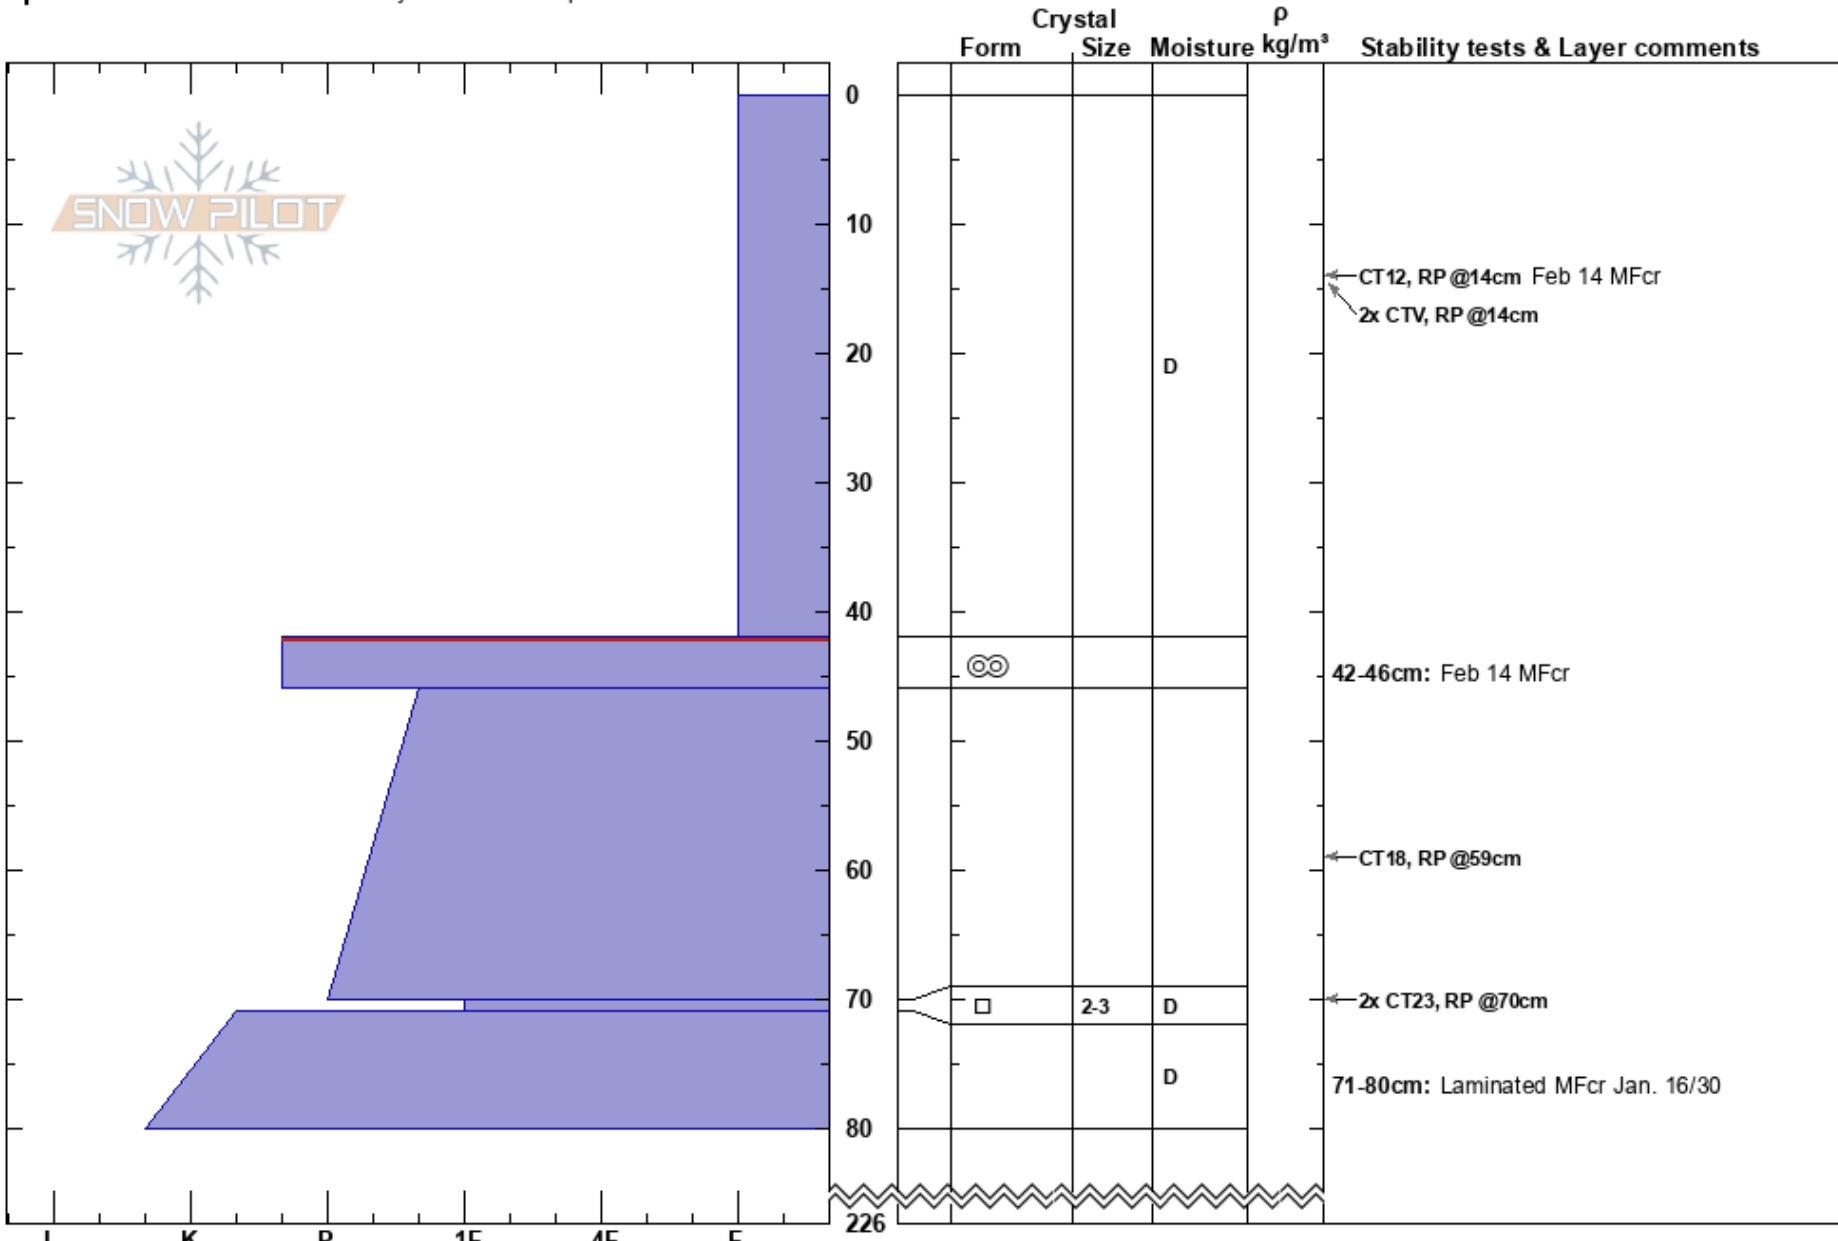 Crystal
ρ
Form Size Moisture kg/m³ Stability tests & Layer comments
0
SNOW PILOT
10
CT12, RP @14cm Feb 14 MFcr
2x CTV, RP @14cm
20
D
30
40
42-46cm: Feb 14 MFcr
50
CT18, RP @59cm
60
70
2-3 D
2x CT23, RP @70cm
D
71-80cm: Laminated MFcr Jan. 16/30
80
226
I K P 1F 4F F